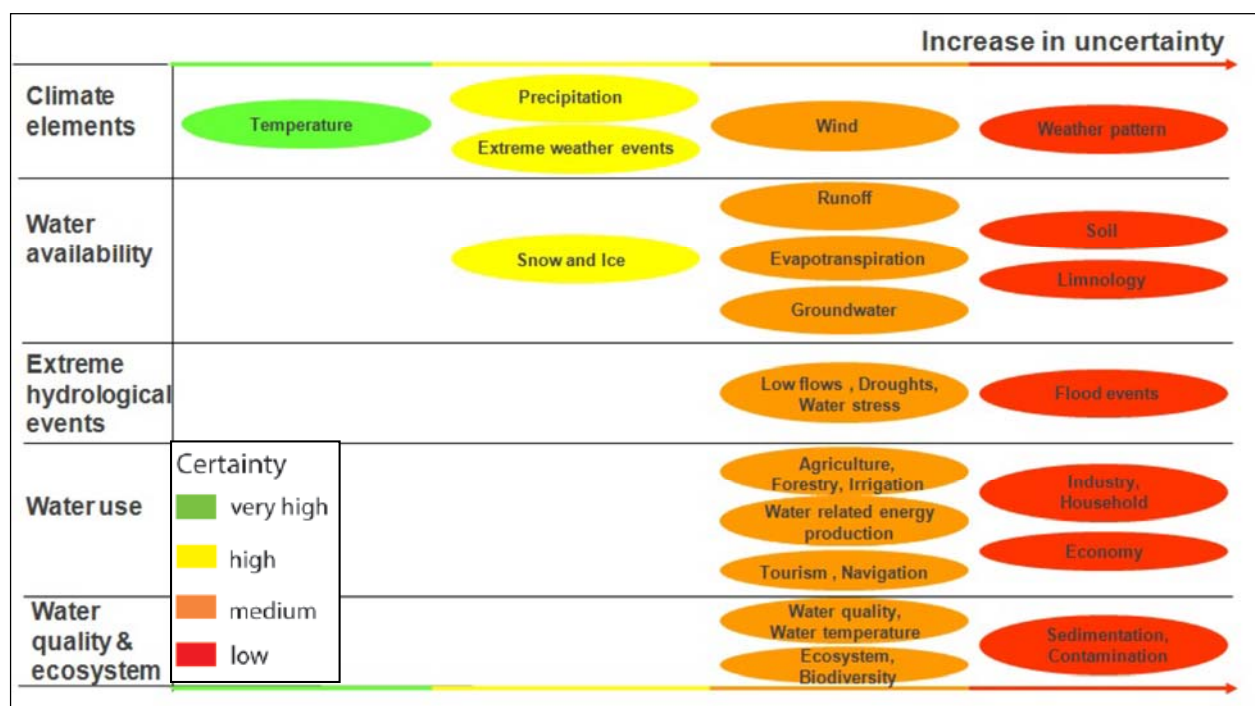 Increase in uncertainty
Climate
elements
Temperature
Precipitation
Extreme weather events
Wind
Weather pattern
Water
availability
Snow and Ice
Runoff
Evapotranspiration
Groundwater
Soil
Limnology
Extreme
hydrological
events
Low flows , Droughts,
Water stress
Flood events
Water use
Agriculture,
Forestry, Irrigation
Water related energy
production
Tourism , Navigation
Industry,
Household
Economy
Water
quality &
ecosystem
Water quality,
Water temperature
Ecosystem,
Biodiversity
Sedimentation,
Contamination
Certainty
very high
high
medium
low